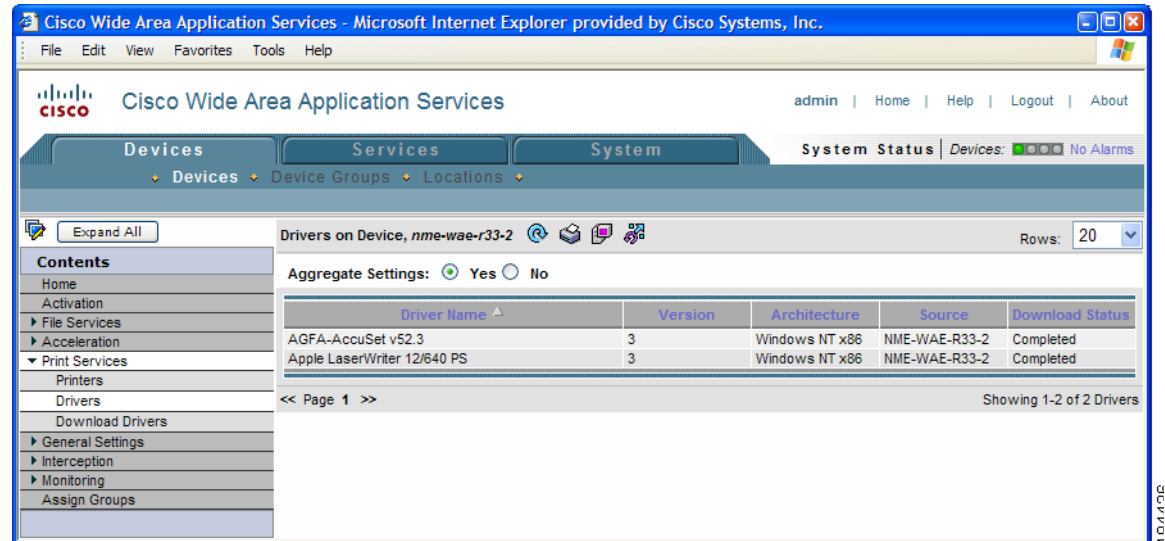 Cisco Wide Area Application Services - Microsoft Internet Explorer provided by Cisco Systems, Inc.
File Edit View Favorites Tools Help
CISCO Cisco Wide Area Application Services admin | Home | Help | Logout | About
Devices Services System System Status | Devices: No Alarms
Devices Device Groups Locations
Expand All Drivers on Device, nme-wae-r33-2 Rows: 20
Contents
Aggregate Settings: Yes No
Home
Activation
File Services
Acceleration
Print Services
Printers
Drivers
Download Drivers
General Settings
Interception
Monitoring
Assign Groups
Driver Name Version Architecture Source Download Status
AGFA-AccuSet v52.3 3 Windows NT x86 NME-WAE-R33-2 Completed
Apple LaserWriter 12/640 PS 3 Windows NT x86 NME-WAE-R33-2 Completed
<< Page 1 >> Showing 1-2 of 2 Drivers